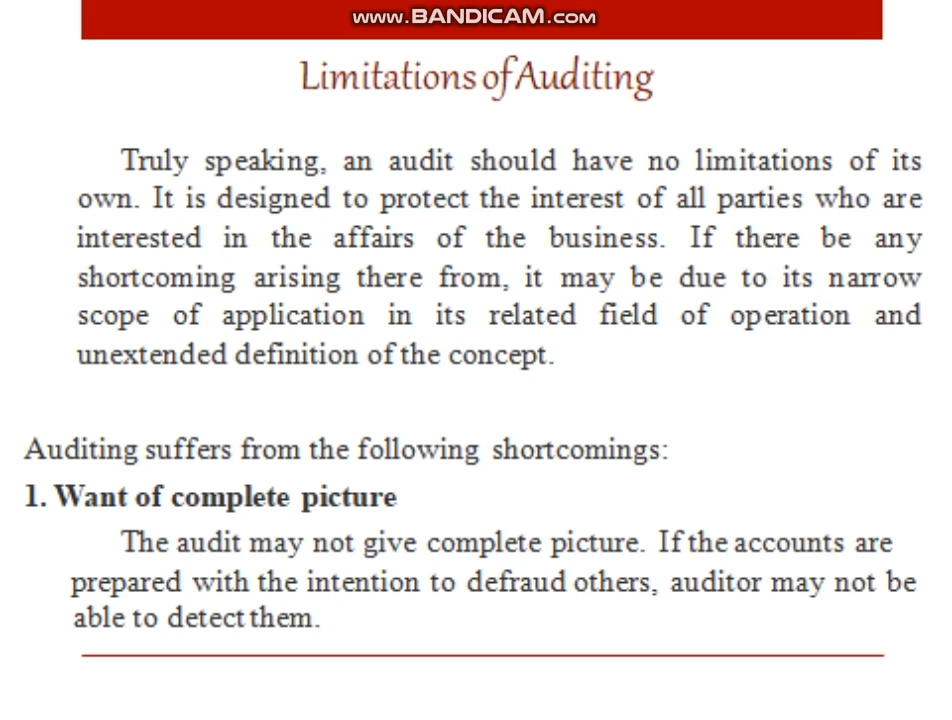 www.BANDICAM.com
Limitations of Auditing
Truly speaking, an audit should have no limitations of its
own. It is designed to protect the interest of all parties who are
interested in the affairs of the business. If there be any
shortcoming arising there from, it may be due to its narrow
scope of application in its related field of operation and
unextended definition of the concept.
Auditing suffers from the following shortcomings:
1. Want of complete picture
The audit may not give complete picture. If the accounts are
prepared with the intention to defraud others, auditor may not be
able to detect them.